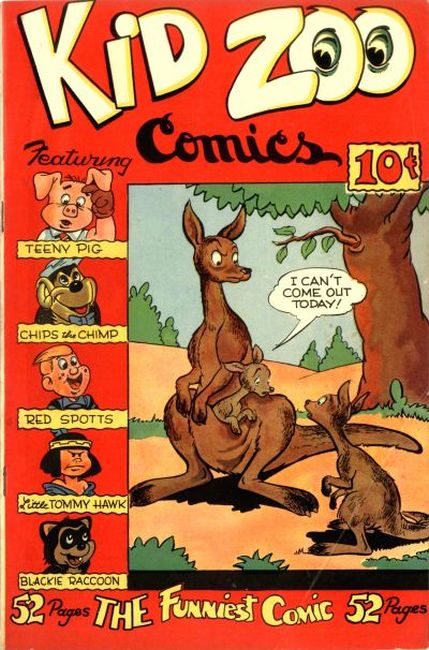 KiD ZOO
Comics
Featuring
10¢
TEENY PIG
CHIPS the CHIMP
RED SPOTTS
Little TOMMY HAWK
BLACKIE RACCOON
I CAN'T
COME OUT
TODAY!
52 Pages THE FUNNiEST COMiC 52 Pages